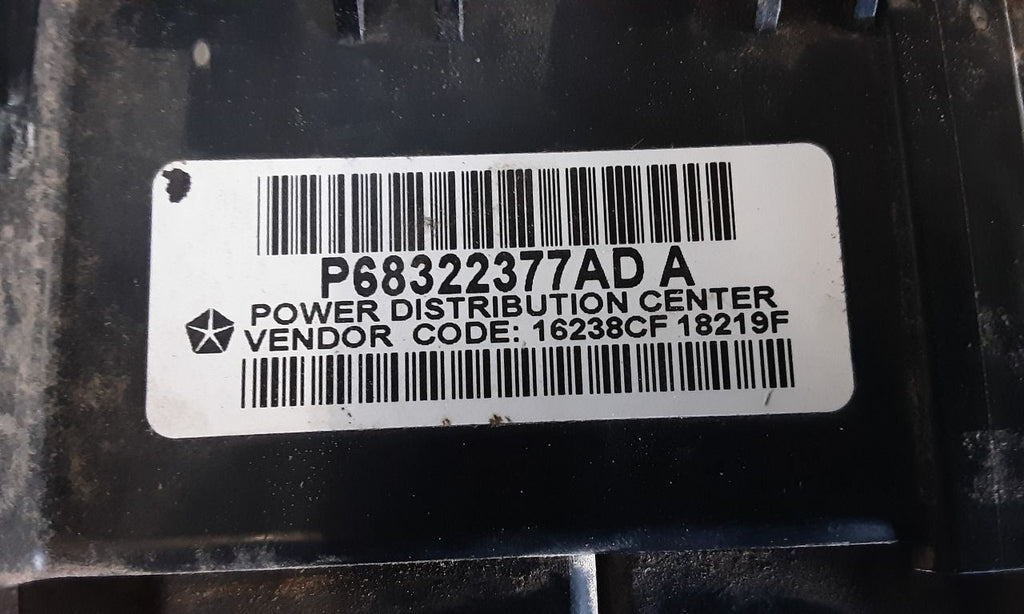 P68322377AD A
POWER DISTRIBUTION CENTER
VENDOR CODE: 16238CF 18219F